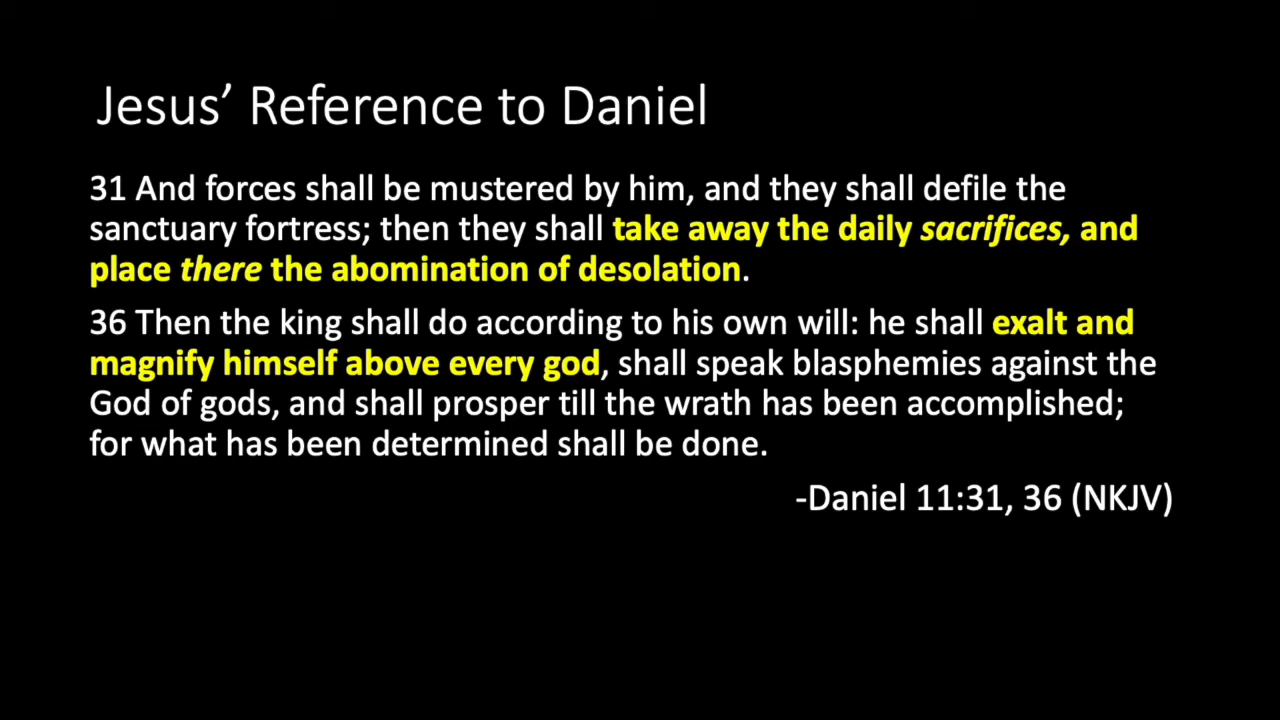 Jesus’ Reference to Daniel
31 And forces shall be mustered by him, and they shall defile the
sanctuary fortress; then they shall take away the daily sacrifices, and
place there the abomination of desolation.
36 Then the king shall do according to his own will: he shall exalt and
magnify himself above every god, shall speak blasphemies against the
God of gods, and shall prosper till the wrath has been accomplished;
for what has been determined shall be done.
-Daniel 11:31, 36 (NKJV)